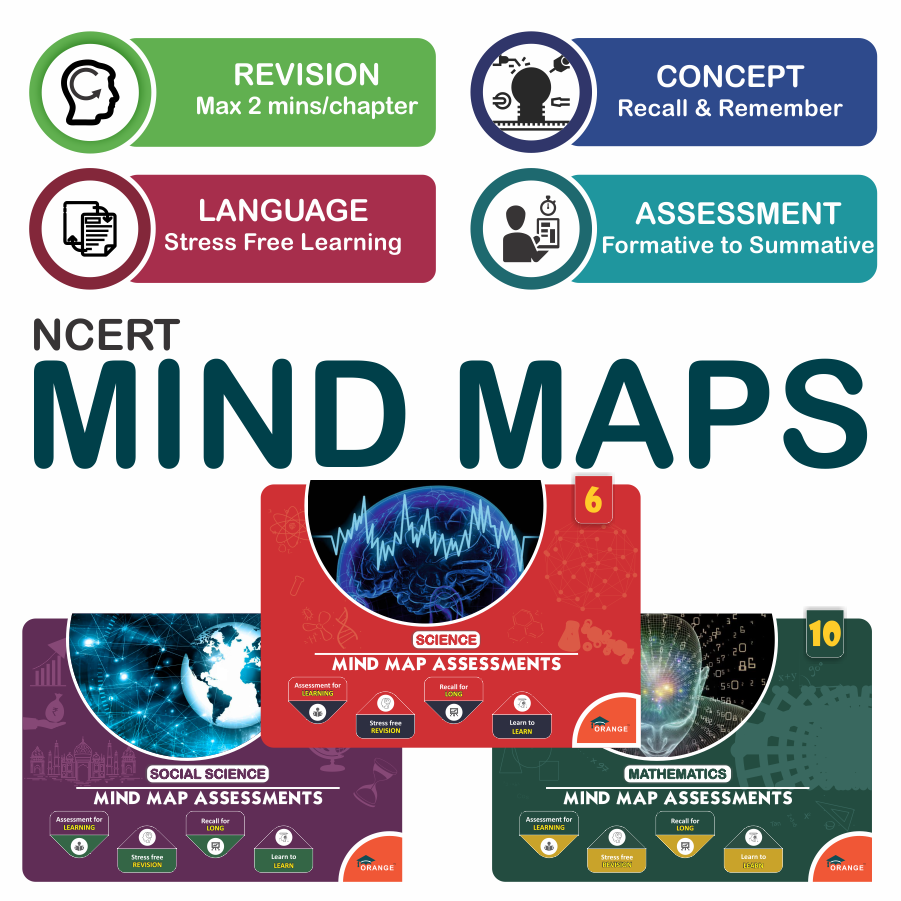 REVISION
Max 2 mins/chapter
CONCEPT
Recall & Remember
LANGUAGE
Stress Free Learning
ASSESSMENT
Formative to Summative
NCERT
MIND MAPS
6
SCIENCE
MIND MAP ASSESSMENTS
Assessment for
LEARNING
Stress free
REVISION
Recall for
LONG
Learn to
LEARN
ORANGE
SOCIAL SCIENCE
MIND MAP ASSESSMENTS
Assessment for
LEARNING
Stress free
REVISION
Recall for
LONG
Learn to
LEARN
ORANGE
10
MATHEMATICS
MIND MAP ASSESSMENTS
Assessment for
LEARNING
Stress free
REVISION
Recall for
LONG
Learn to
LEARN
ORANGE